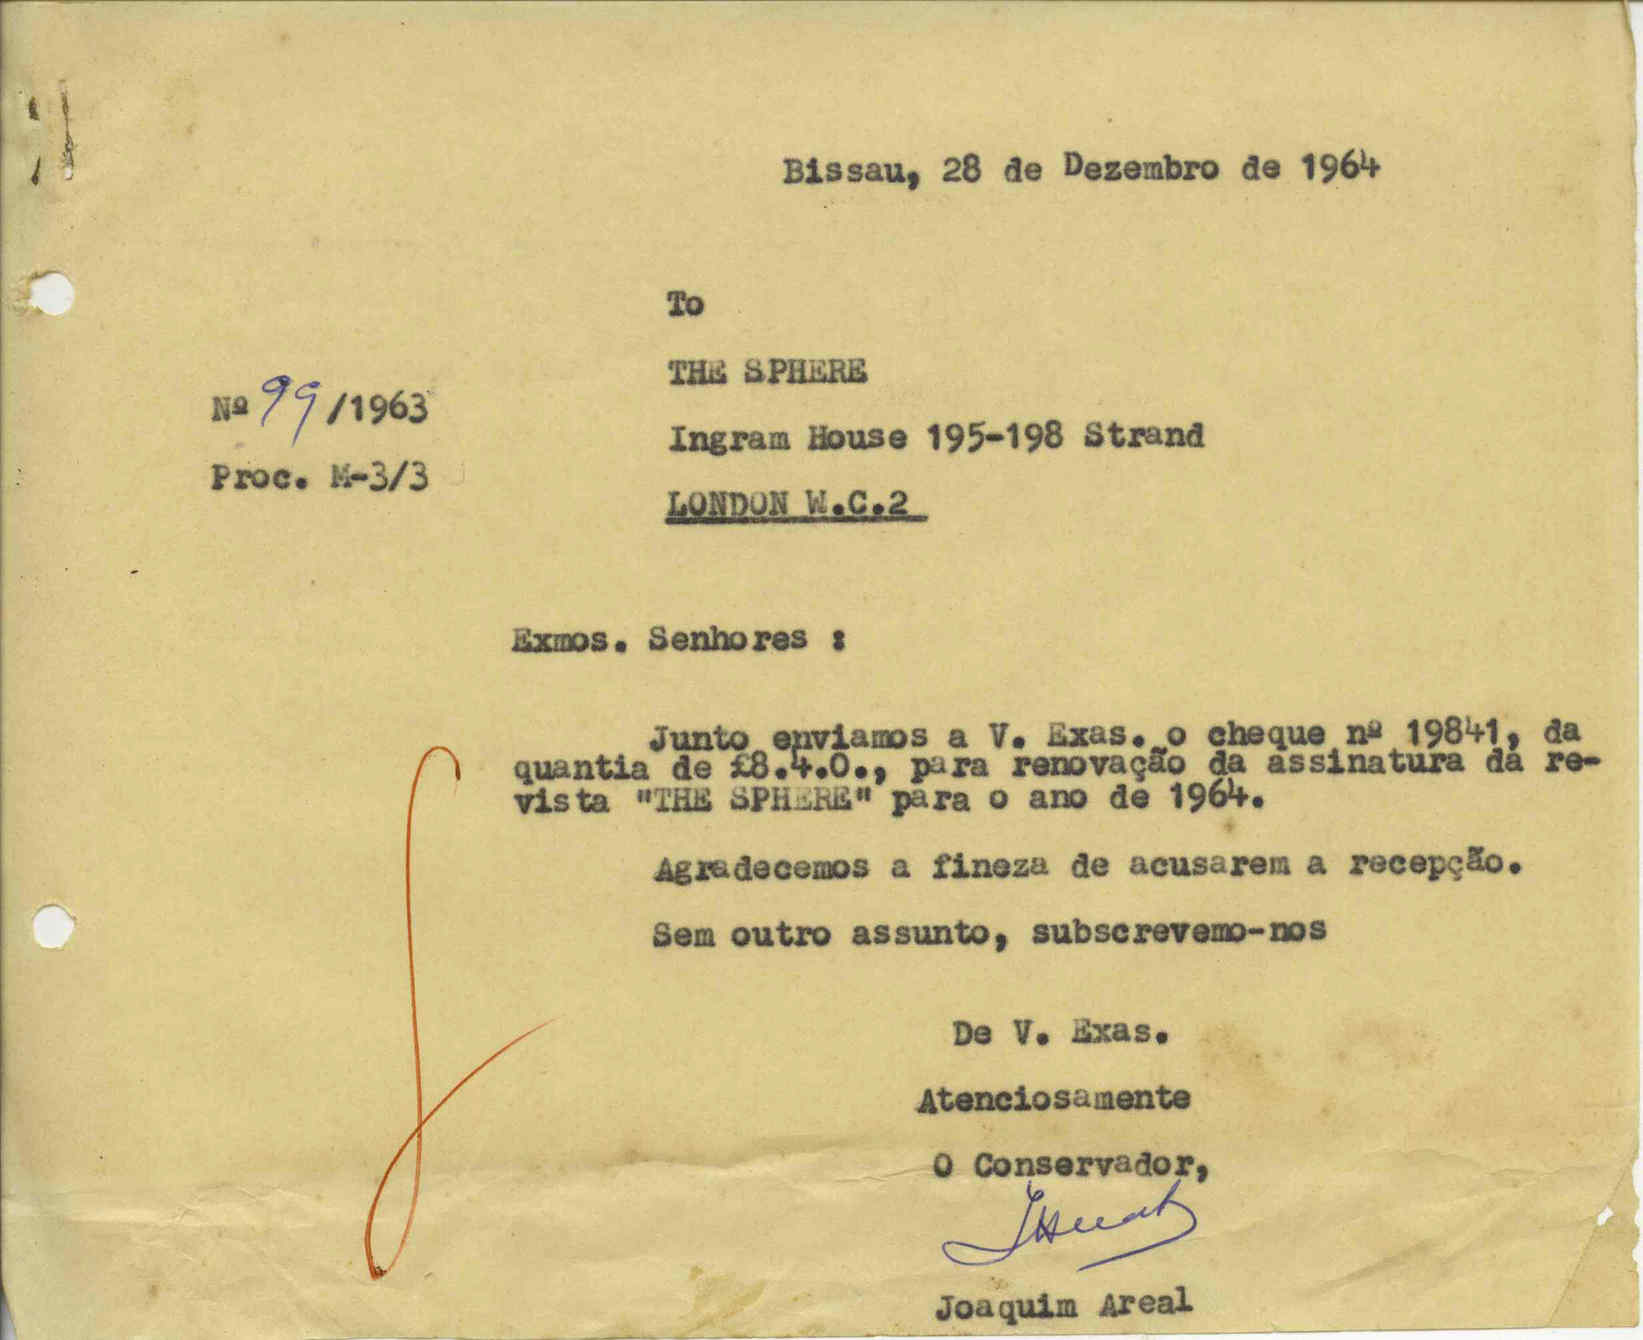 Bissau, 28 de Dezembro de 1964
To
THE SPHERE
Nº 99/1963
Ingram House 195-198 Strand
Proc. M-3/3
LONDON W.C.2
Exmos. Senhores :
Junto enviamos a V. Exas. o cheque nº 19841, da
quantia de £8.4.0., para renovação da assinatura da re-
vista "THE SPHERE" para o ano de 1964.
Agradecemos a fineza de acusarem a recepção.
Sem outro assunto, subscrevemo-nos
De V. Exas.
Atenciosamente
O Conservador,
Joaquim Areal